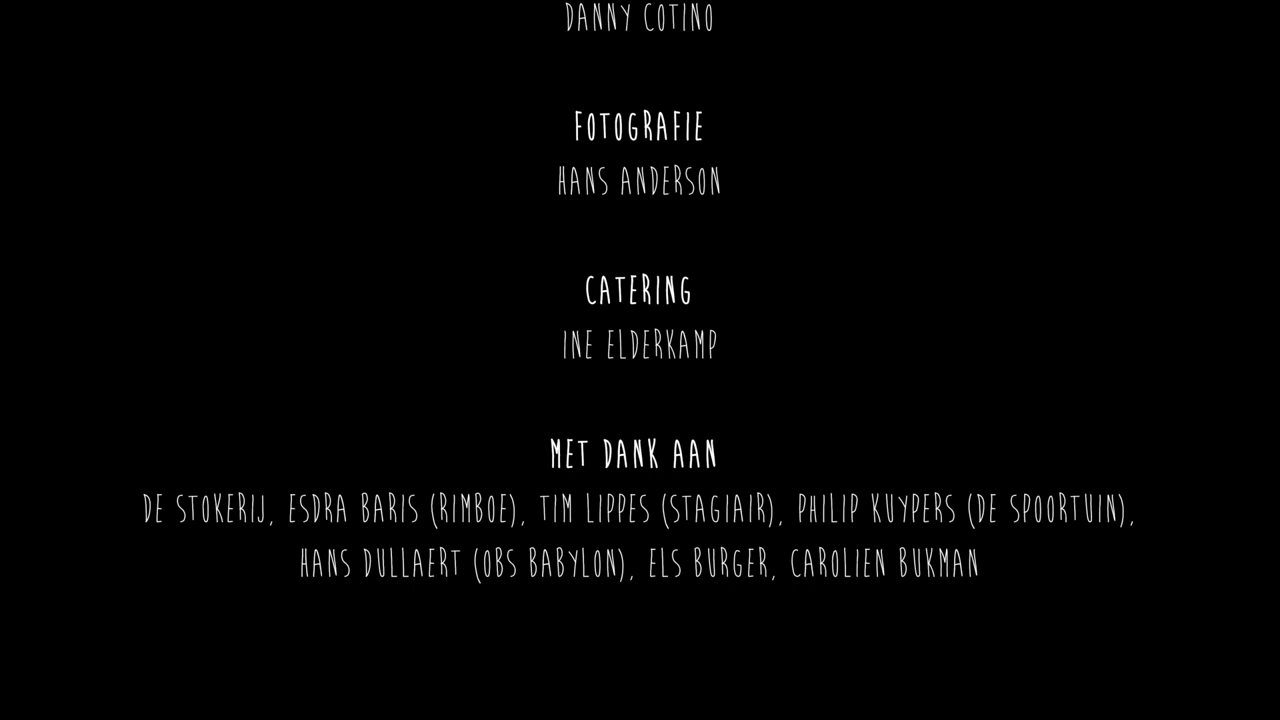 DANNY COTINO
FOTOGRAFIE
HANS ANDERSON
CATERING
INE ELDERKAMP
MET DANK AAN
DE STOKERIJ, ESDRA BARIS (RIMBOE), TIM LIPPES (STAGIAIR), PHILIP KUYPERS (DE SPOORTUIN),
HANS DULLAERT (OBS BABYLON), ELS BURGER, CAROLIEN BUKMAN